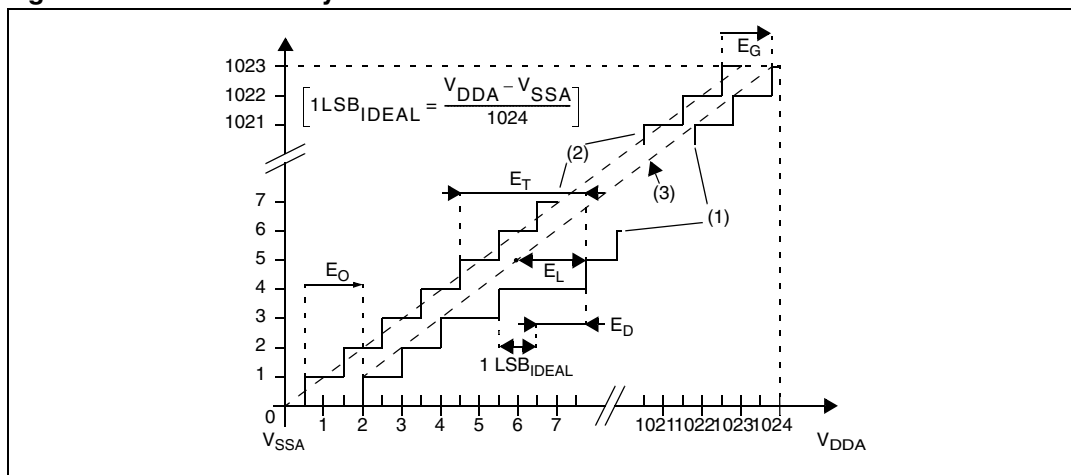 E_G
1023
1022
1021
[1LSB_IDEAL = (V_DDA − V_SSA) / 1024]
(2)
(3)
(1)
E_T
7
6
5
4
3
2
1
0
E_O
E_L
E_D
1 LSB_IDEAL
1 2 3 4 5 6 7 1021 1022 1023 1024
V_SSA
V_DDA